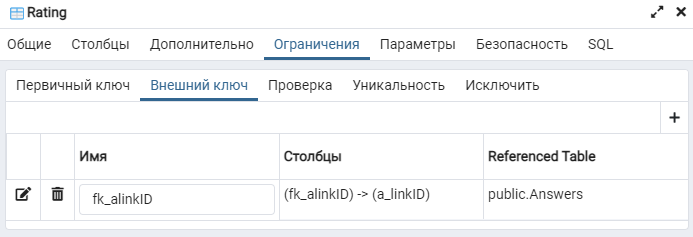 Rating
Общие Столбцы Дополнительно Ограничения Параметры Безопасность SQL
Первичный ключ Внешний ключ Проверка Уникальность Исключить
Имя Столбцы Referenced Table
fk_alinkID (fk_alinkID) -> (a_linkID) public.Answers